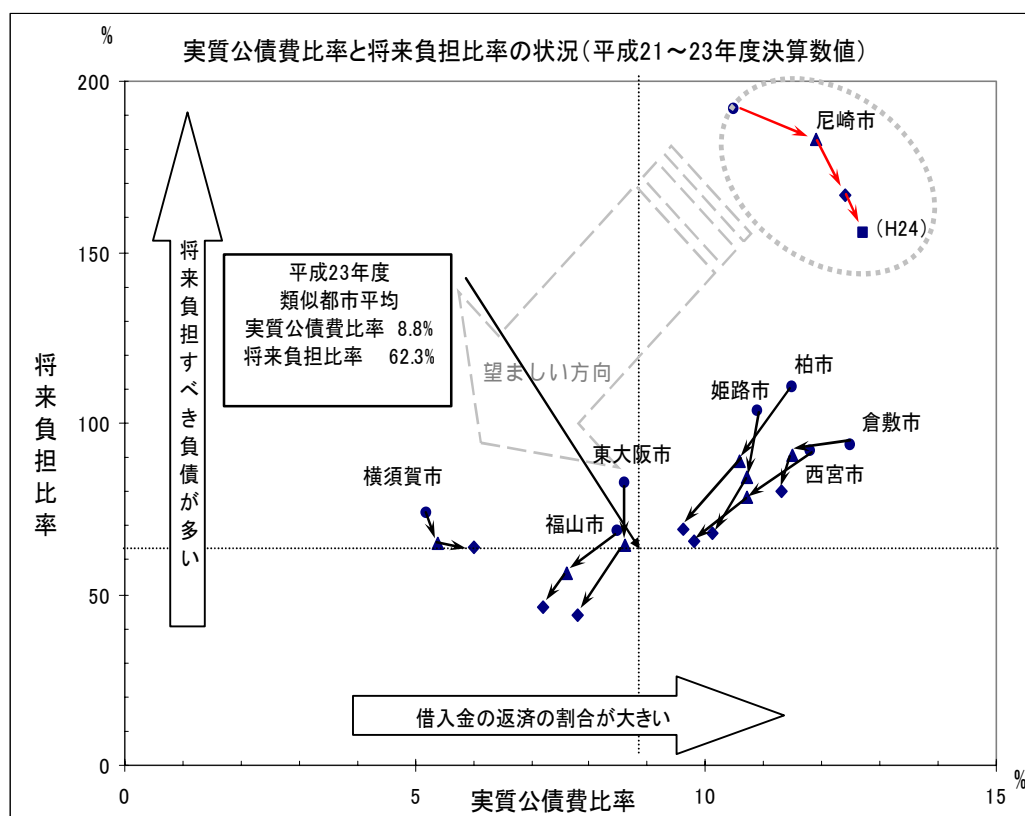 %
実質公債費比率と将来負担比率の状況（平成21～23年度決算数値）
200
尼崎市
（H24）
150
将来負担すべき負債が多い
平成23年度
類似都市平均
実質公債費比率 8.8%
将来負担比率 62.3%
望ましい方向
将来負担比率
柏市
姫路市
倉敷市
100
東大阪市
西宮市
横須賀市
福山市
50
借入金の返済の割合が大きい
0
0
5
10
15
実質公債費比率
%